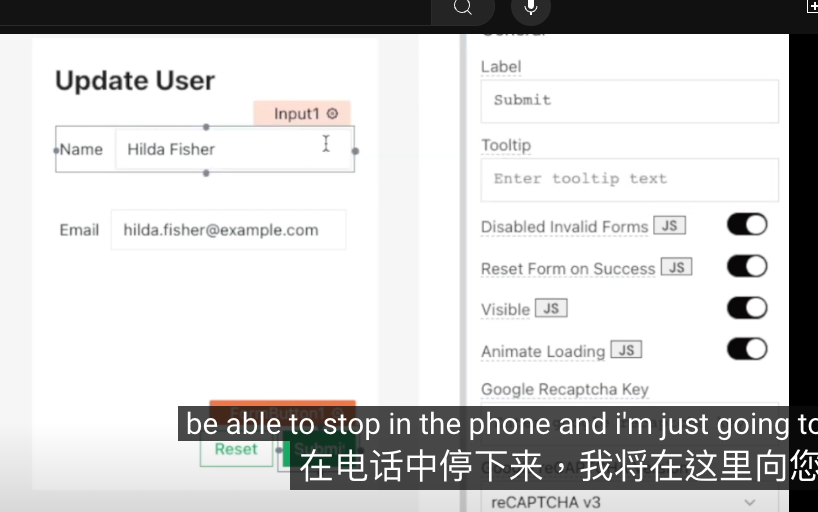 Update User
Input1
Name
Hilda Fisher
Email
hilda.fisher@example.com
Reset
Submit
General
Label
Submit
Tooltip
Enter tooltip text
Disabled Invalid Forms JS
Reset Form on Success JS
Visible JS
Animate Loading JS
Google Recaptcha Key
reCAPTCHA v3
FormButton1
be able to stop in the phone and i'm just going to
在电话中停下来，我将在这里向您